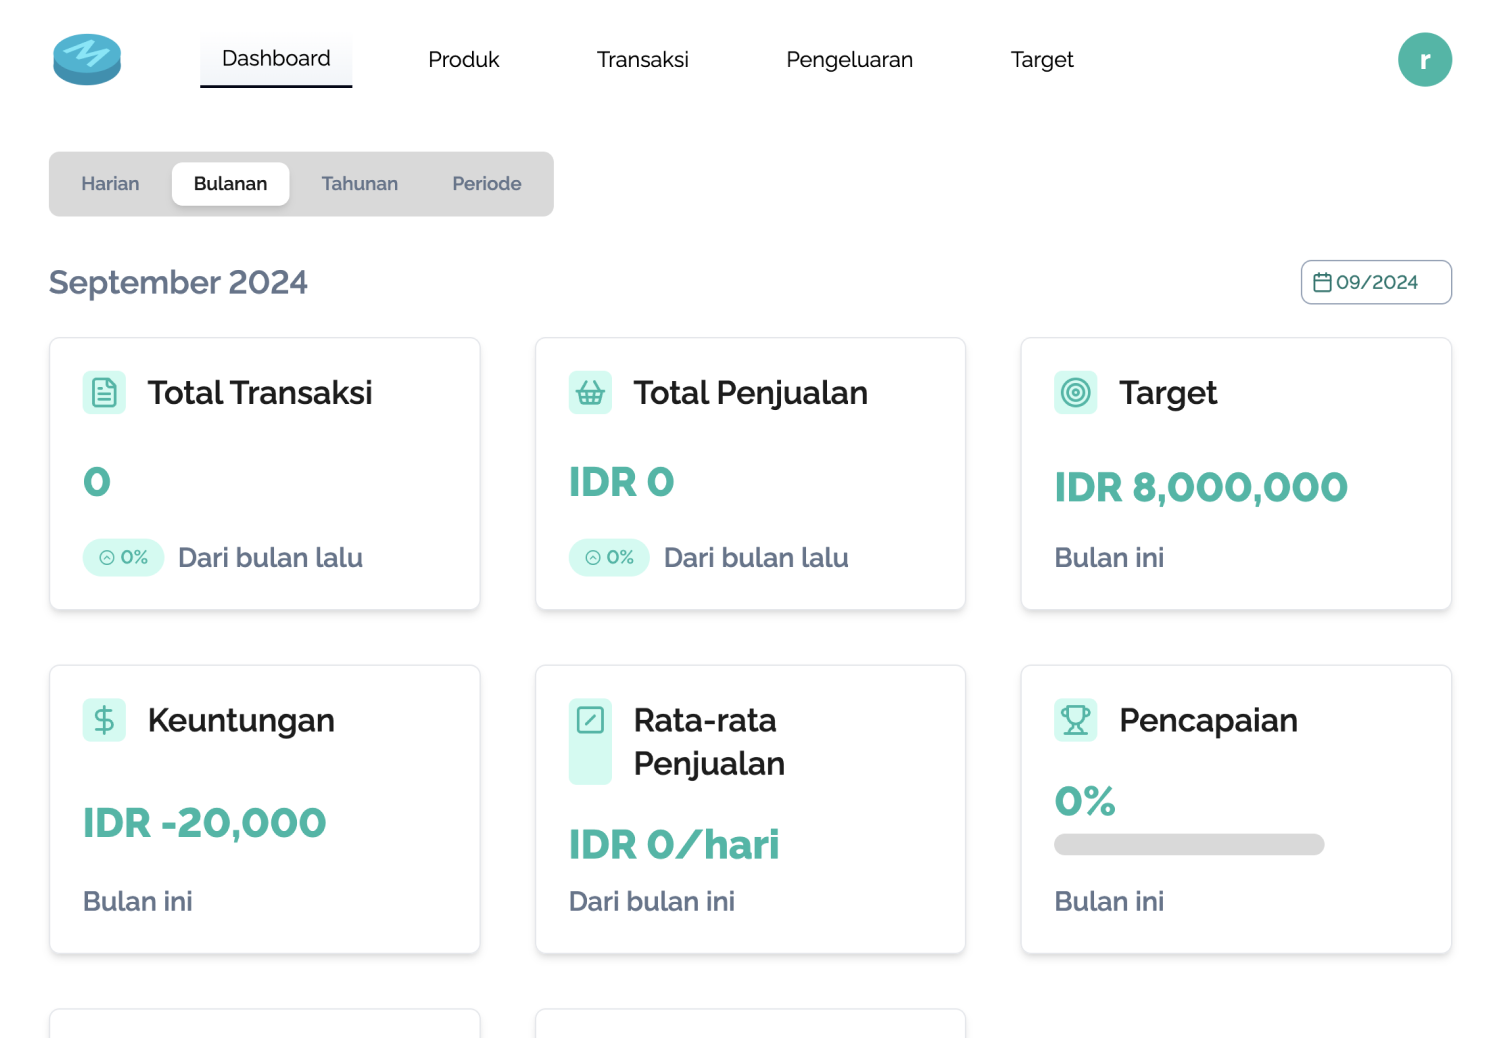 Dashboard
Produk
Transaksi
Pengeluaran
Target
r
Harian
Bulanan
Tahunan
Periode
September 2024
09/2024
Total Transaksi
0
0%
Dari bulan lalu
Total Penjualan
IDR 0
0%
Dari bulan lalu
Target
IDR 8,000,000
Bulan ini
Keuntungan
IDR -20,000
Bulan ini
Rata-rata
Penjualan
IDR 0/hari
Dari bulan ini
Pencapaian
0%
Bulan ini